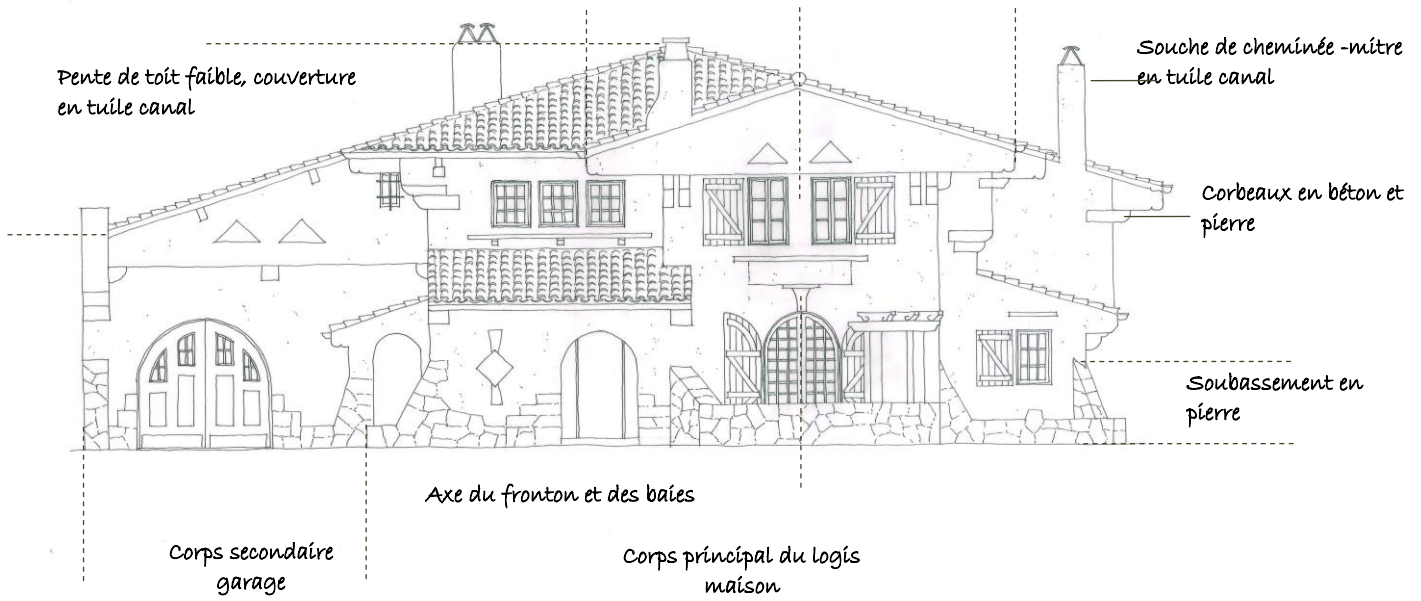 Pente de toit faible, couverture
en tuile canal
Souche de cheminée -mitre
en tuile canal
Corbeaux en béton et
pierre
Soubassement en
pierre
Axe du fronton et des baies
Corps secondaire
garage
Corps principal du logis
maison